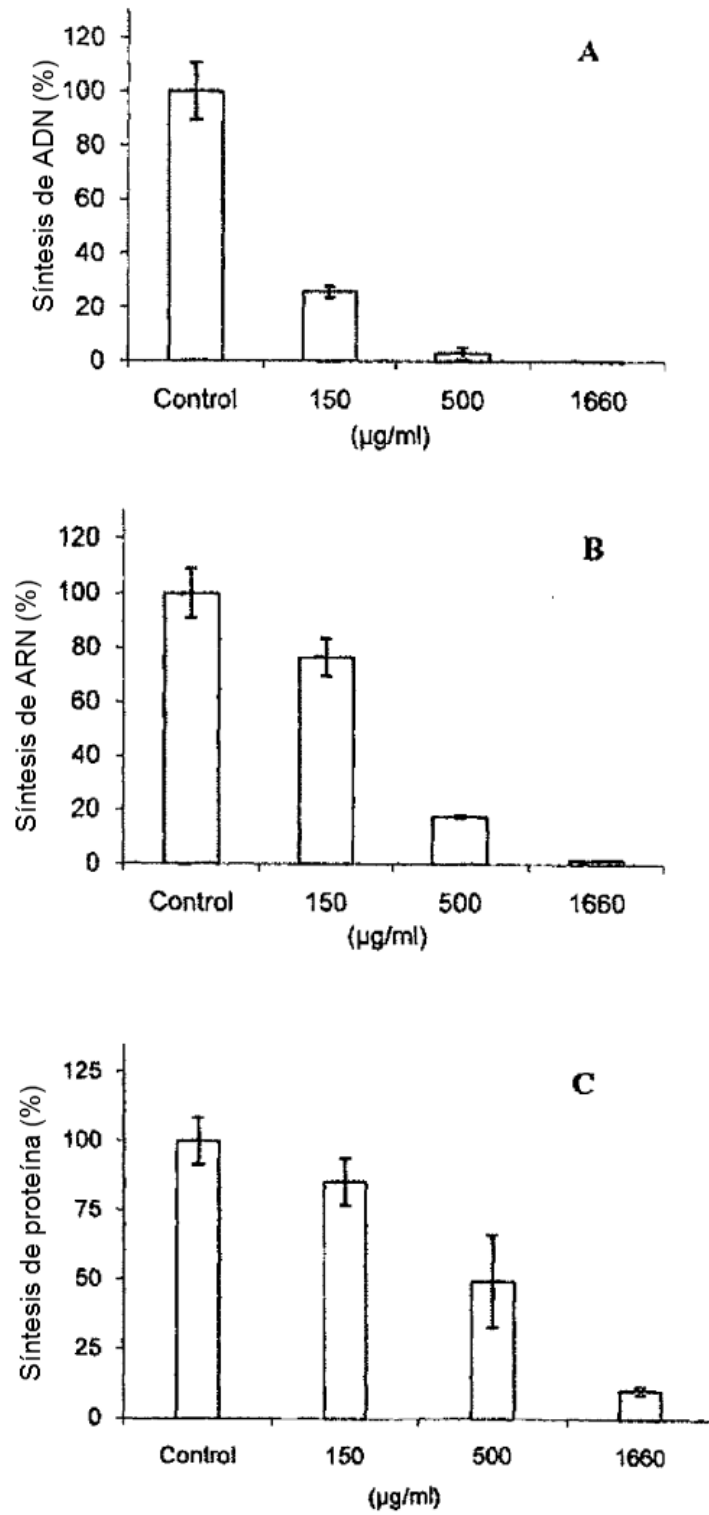 A
Síntesis de ADN (%)
120
100
80
60
40
20
0
Control 150 500 1660
(µg/ml)
B
Síntesis de ARN (%)
120
100
80
60
40
20
0
Control 150 500 1660
(µg/ml)
C
Síntesis de proteína (%)
125
100
75
50
25
0
Control 150 500 1660
(µg/ml)